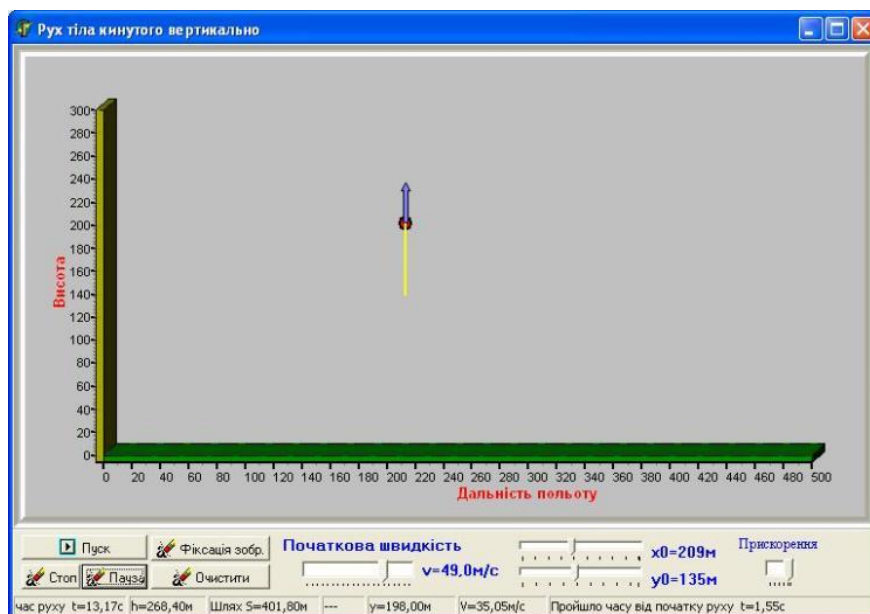 Рух тіла кинутого вертикально
300
280
260
240
220
200
180
160
140
120
100
80
60
40
20
0
Висота
0 20 40 60 80 100 120 140 160 180 200 220 240 260 280 300 320 340 360 380 400 420 440 460 480 500
Дальність польоту
Пуск
Фіксація зобр.
Стоп
Пауза
Очистити
Початкова швидкість
v=49,0м/с
x0=209м
y0=135м
Прискорення
час руху t=13,17с h=268,40м Шлях S=401,80м --- y=198,00м V=35,05м/с Пройшло часу від початку руху t=1,55с